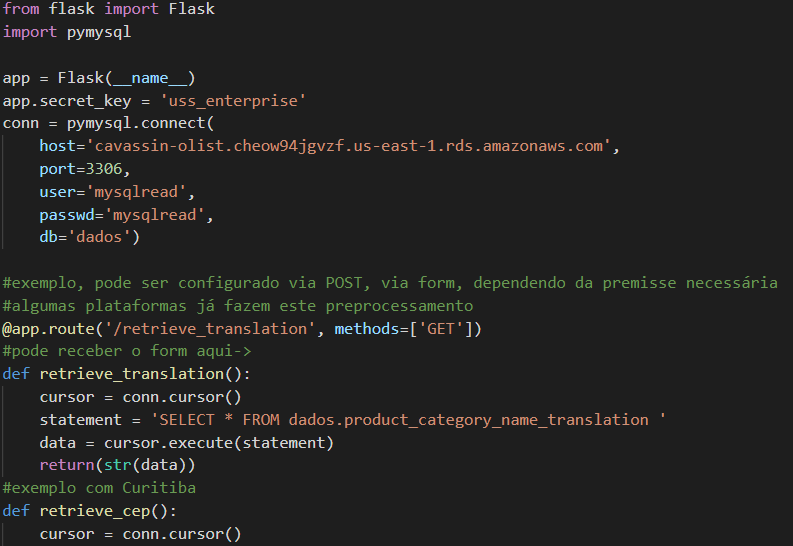 from flask import Flask
import pymysql
app = Flask(__name__)
app.secret_key = 'uss_enterprise'
conn = pymysql.connect(
    host='cavassin-olist.cheow94jgvzf.us-east-1.rds.amazonaws.com',
    port=3306,
    user='mysqlread',
    passwd='mysqlread',
    db='dados')
#exemplo, pode ser configurado via POST, via form, dependendo da premisse necessária
#algumas plataformas já fazem este preprocessamento
@app.route('/retrieve_translation', methods=['GET'])
#pode receber o form aqui->
def retrieve_translation():
    cursor = conn.cursor()
    statement = 'SELECT * FROM dados.product_category_name_translation '
    data = cursor.execute(statement)
    return(str(data))
#exemplo com Curitiba
def retrieve_cep():
    cursor = conn.cursor()